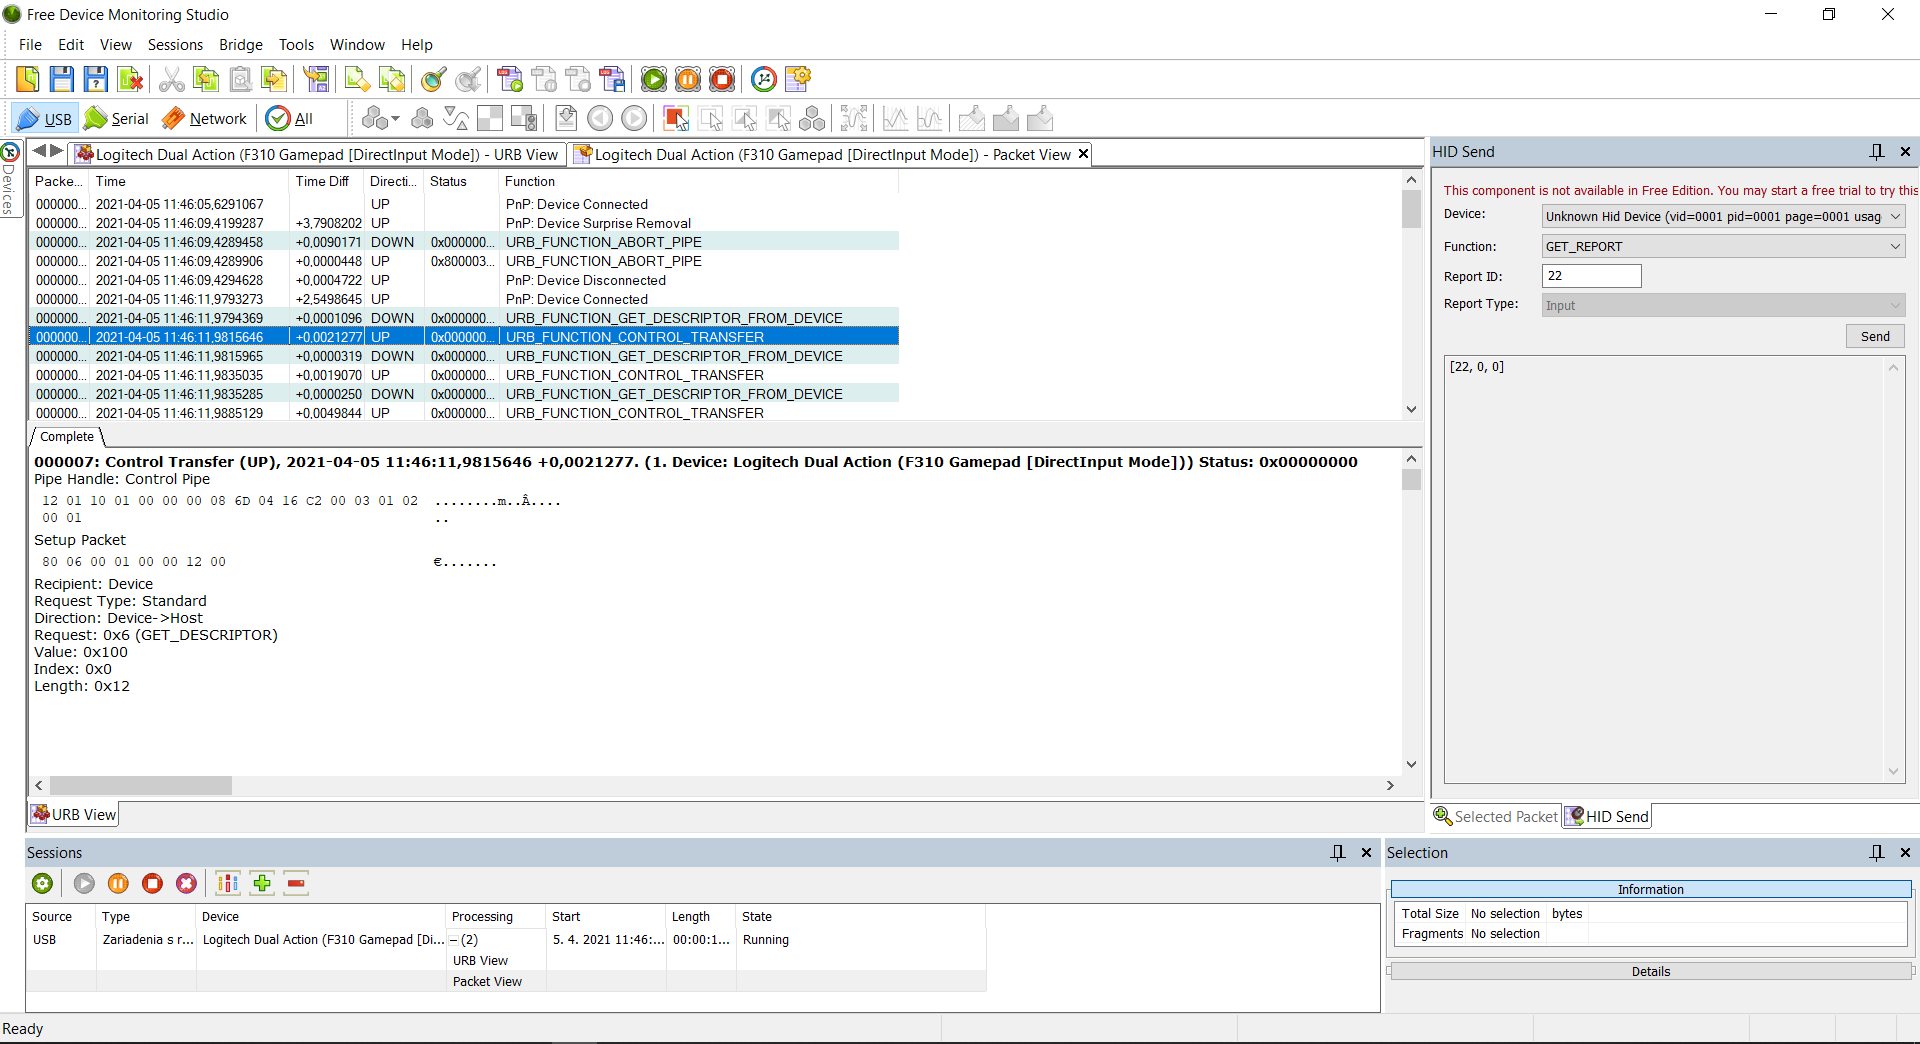 Free Device Monitoring Studio
File Edit View Sessions Bridge Tools Window Help
USB Serial Network All
Devices
Logitech Dual Action (F310 Gamepad [DirectInput Mode]) - URB View
Logitech Dual Action (F310 Gamepad [DirectInput Mode]) - Packet View
Packe... Time Time Diff Directi... Status Function
000000... 2021-04-05 11:46:05,6291067 UP PnP: Device Connected
000000... 2021-04-05 11:46:09,4199287 +3,7908202 UP PnP: Device Surprise Removal
000000... 2021-04-05 11:46:09,4289458 +0,0090171 DOWN 0x000000... URB_FUNCTION_ABORT_PIPE
000000... 2021-04-05 11:46:09,4289906 +0,0000448 UP 0x800003... URB_FUNCTION_ABORT_PIPE
000000... 2021-04-05 11:46:09,4294628 +0,0004722 UP PnP: Device Disconnected
000000... 2021-04-05 11:46:11,9793273 +2,5498645 UP PnP: Device Connected
000000... 2021-04-05 11:46:11,9794369 +0,0001096 DOWN 0x000000... URB_FUNCTION_GET_DESCRIPTOR_FROM_DEVICE
000000... 2021-04-05 11:46:11,9815646 +0,0021277 UP 0x000000... URB_FUNCTION_CONTROL_TRANSFER
000000... 2021-04-05 11:46:11,9815965 +0,0000319 DOWN 0x000000... URB_FUNCTION_GET_DESCRIPTOR_FROM_DEVICE
000000... 2021-04-05 11:46:11,9835035 +0,0019070 UP 0x000000... URB_FUNCTION_CONTROL_TRANSFER
000000... 2021-04-05 11:46:11,9835285 +0,0000250 DOWN 0x000000... URB_FUNCTION_GET_DESCRIPTOR_FROM_DEVICE
000000... 2021-04-05 11:46:11,9885129 +0,0049844 UP 0x000000... URB_FUNCTION_CONTROL_TRANSFER
Complete
000007: Control Transfer (UP), 2021-04-05 11:46:11,9815646 +0,0021277. (1. Device: Logitech Dual Action (F310 Gamepad [DirectInput Mode])) Status: 0x00000000
Pipe Handle: Control Pipe
12 01 10 01 00 00 00 08 6D 04 16 C2 00 03 01 02 ........m..Â....
00 01 ..
Setup Packet
80 06 00 01 00 00 12 00 €.......
Recipient: Device
Request Type: Standard
Direction: Device->Host
Request: 0x6 (GET_DESCRIPTOR)
Value: 0x100
Index: 0x0
Length: 0x12
URB View
HID Send
This component is not available in Free Edition. You may start a free trial to try this
Device: Unknown Hid Device (vid=0001 pid=0001 page=0001 usag
Function: GET_REPORT
Report ID: 22
Report Type: Input
Send
[22, 0, 0]
Selected Packet HID Send
Sessions
Source Type Device Processing Start Length State
USB Zariadenia s r... Logitech Dual Action (F310 Gamepad [Di... (2) 5. 4. 2021 11:46:... 00:00:1... Running
URB View
Packet View
Selection
Information
Total Size No selection bytes
Fragments No selection
Details
Ready